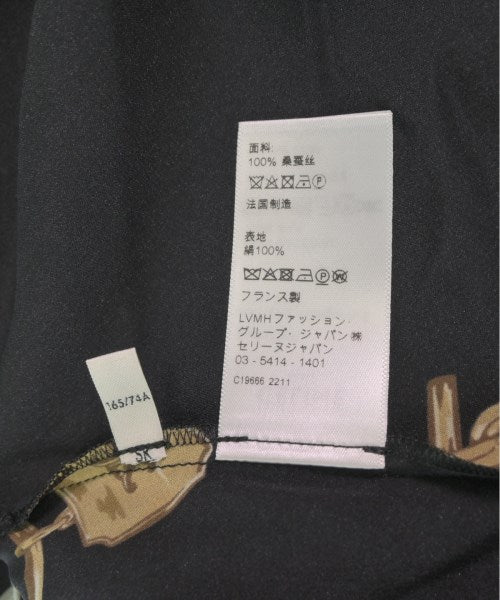 面料:
100% 桑蚕丝
法国制造
表地
絹100%
フランス製
LVMHファッション・
グループ・ジャパン㈱
セリーヌジャパン
03 - 5414 - 1401
C19666 2211
165/74A
SK